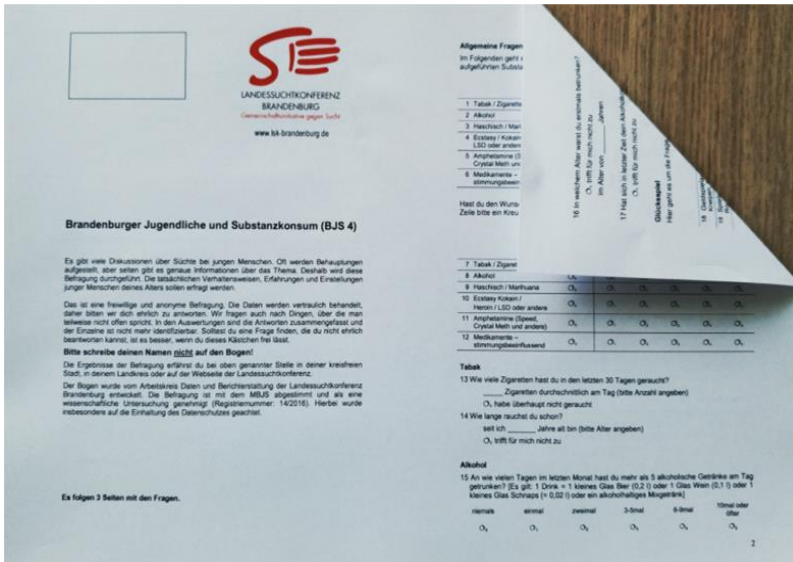 LANDESSUCHTKONFERENZ
BRANDENBURG
Gemeinschaftsinitiative gegen Sucht
www.lsk-brandenburg.de
Brandenburger Jugendliche und Substanzkonsum (BJS 4)
Es gibt viele Diskussionen über Süchte bei jungen Menschen. Oft werden Behauptungen
aufgestellt, aber selten gibt es genaue Informationen über das Thema. Deshalb wird diese
Befragung durchgeführt. Die tatsächlichen Verhaltensweisen, Erfahrungen und Einstellungen
junger Menschen deines Alters sollen erfragt werden.
Das ist eine freiwillige und anonyme Befragung. Die Daten werden vertraulich behandelt,
daher bitten wir dich ehrlich zu antworten. Wir fragen auch nach Dingen, über die man
teilweise nicht offen spricht. In den Auswertungen sind die Antworten zusammengefasst und
der Einzelne ist nicht mehr identifizierbar. Solltest du eine Frage finden, die du nicht ehrlich
beantworten kannst, ist es besser, wenn du dieses Kästchen frei lässt.
Bitte schreibe deinen Namen nicht auf den Bogen!
Die Ergebnisse der Befragung erfährst du bei oben genannter Stelle in deiner kreisfreien
Stadt, in deinem Landkreis oder auf der Webseite der Landessuchtkonferenz.
Der Bogen wurde vom Arbeitskreis Daten und Berichterstattung der Landessuchtkonferenz
Brandenburg entwickelt. Die Befragung ist mit dem MBJS abgestimmt und als eine
wissenschaftliche Untersuchung genehmigt (Registriernummer: 14/2016). Hierbei wurde
insbesondere auf die Einhaltung des Datenschutzes geachtet.
Es folgen 3 Seiten mit den Fragen.
Allgemeine Fragen
Im Folgenden geht
aufgeführten Substa
1 Tabak / Zigarette
2 Alkohol
3 Haschisch / Mari
4 Ecstasy / Kokain
LSD oder andere
5 Amphetamine (S
Crystal Meth und
6 Medikamente –
stimmungsbeein
Hast du den Wuns
Zeile bitte ein Kreu
16 In welchem Alter warst du erstmals betrunken?
trifft für mich nicht zu
im Alter von ______ Jahren
17 Hat sich in letzter Zeit dein Alkoholk
trifft für mich nicht zu
Glücksspiel
Hier geht es um die Frage
7 Tabak / Zigaret
8 Alkohol
9 Haschisch / Marihuana
10 Ecstasy Kokain /
Heroin / LSD oder andere
11 Amphetamine (Speed,
Crystal Meth und andere)
12 Medikamente –
stimmungsbeeinflussend
Tabak
13 Wie viele Zigaretten hast du in den letzten 30 Tagen geraucht?
_____ Zigaretten durchschnittlich am Tag (bitte Anzahl angeben)
habe überhaupt nicht geraucht
14 Wie lange rauchst du schon?
seit ich ______ Jahre alt bin (bitte Alter angeben)
trifft für mich nicht zu
Alkohol
15 An wie vielen Tagen im letzten Monat hast du mehr als 5 alkoholische Getränke am Tag
getrunken? [Es gilt: 1 Drink = 1 kleines Glas Bier (0,2 l) oder 1 Glas Wein (0,1 l) oder 1
kleines Glas Schnaps (= 0,02 l) oder ein alkoholhaltiges Mixgetränk]
niemals einmal zweimal 3-5mal 6-9mal 10mal oder
öfter
2